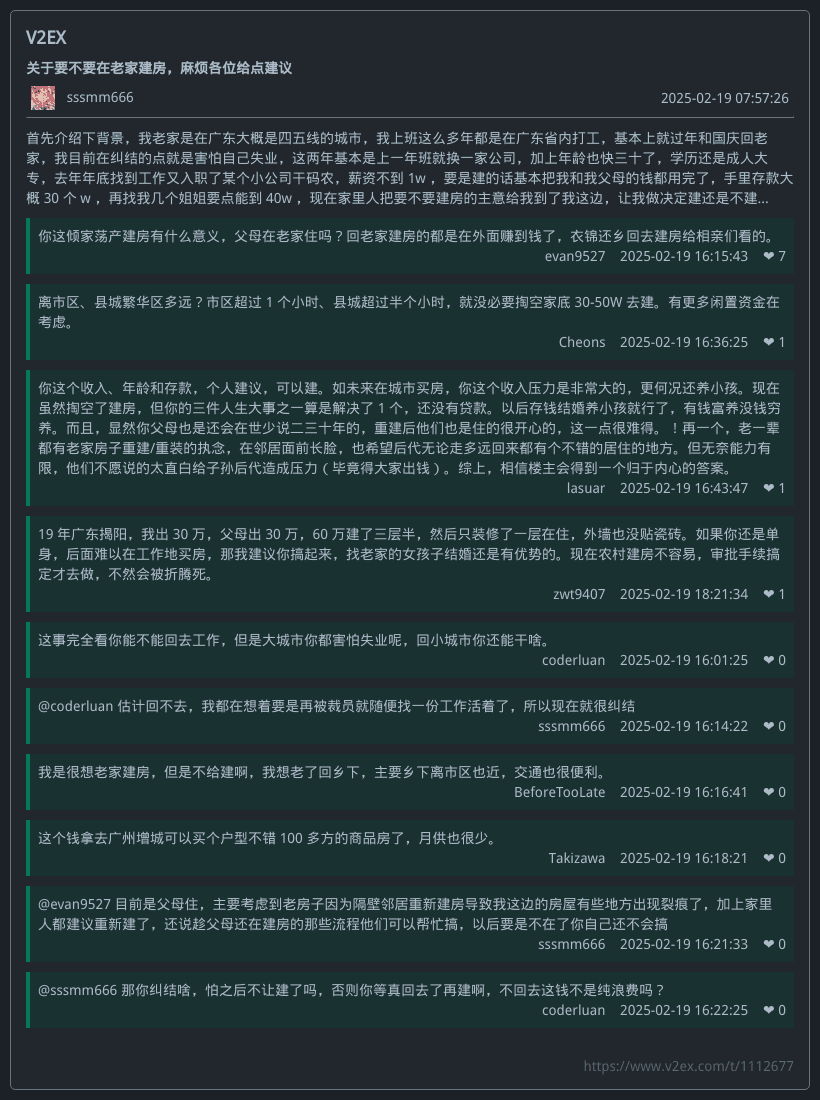 V2EX
关于要不要在老家建房，麻烦各位给点建议
sssmm666 2025-02-19 07:57:26
首先介绍下背景，我老家是在广东大概是四五线的城市，我上班这么多年都是在广东省内打工，基本上就过年和国庆回老
家，我目前在纠结的点就是害怕自己失业，这两年基本是上一年班就换一家公司，加上年龄也快三十了，学历还是成人大
专，去年年底找到工作又入职了某个小公司干码农，薪资不到 1w ，要是建的话基本把我和我父母的钱都用完了，手里存款大
概 30 个 w ，再找我几个姐姐要点能到 40w ，现在家里人把要不要建房的主意给我到了我这边，让我做决定建还是不建...
你这倾家荡产建房有什么意义，父母在老家住吗？回老家建房的都是在外面赚到钱了，衣锦还乡回去建房给相亲们看的。
evan9527 2025-02-19 16:15:43 ❤ 7
离市区、县城繁华区多远？市区超过 1 个小时、县城超过半个小时，就没必要掏空家底 30-50W 去建。有更多闲置资金在
考虑。
Cheons 2025-02-19 16:36:25 ❤ 1
你这个收入、年龄和存款，个人建议，可以建。如未来在城市买房，你这个收入压力是非常大的，更何况还养小孩。现在
虽然掏空了建房，但你的三件人生大事之一算是解决了 1 个，还没有贷款。以后存钱结婚养小孩就行了，有钱富养没钱穷
养。而且，显然你父母也是还会在世少说二三十年的，重建后他们也是住的很开心的，这一点很难得。！再一个，老一辈
都有老家房子重建/重装的执念，在邻居面前长脸，也希望后代无论走多远回来都有个不错的居住的地方。但无奈能力有
限，他们不愿说的太直白给子孙后代造成压力（毕竟得大家出钱）。综上，相信楼主会得到一个归于内心的答案。
lasuar 2025-02-19 16:43:47 ❤ 1
19 年广东揭阳，我出 30 万，父母出 30 万，60 万建了三层半，然后只装修了一层在住，外墙也没贴瓷砖。如果你还是单
身，后面难以在工作地买房，那我建议你搞起来，找老家的女孩子结婚还是有优势的。现在农村建房不容易，审批手续搞
定才去做，不然会被折腾死。
zwt9407 2025-02-19 18:21:34 ❤ 1
这事完全看你能不能回去工作，但是大城市你都害怕失业呢，回小城市你还能干啥。
coderluan 2025-02-19 16:01:25 ❤ 0
@coderluan 估计回不去，我都在想着要是再被裁员就随便找一份工作活着了，所以现在就很纠结
sssmm666 2025-02-19 16:14:22 ❤ 0
我是很想老家建房，但是不给建啊，我想老了回乡下，主要乡下离市区也近，交通也很便利。
BeforeTooLate 2025-02-19 16:16:41 ❤ 0
这个钱拿去广州增城可以买个户型不错 100 多方的商品房了，月供也很少。
Takizawa 2025-02-19 16:18:21 ❤ 0
@evan9527 目前是父母住，主要考虑到老房子因为隔壁邻居重新建房导致我这边的房屋有些地方出现裂痕了，加上家里
人都建议重新建了，还说趁父母还在建房的那些流程他们可以帮忙搞，以后要是不在了你自己还不会搞
sssmm666 2025-02-19 16:21:33 ❤ 0
@sssmm666 那你纠结啥，怕之后不让建了吗，否则你等真回去了再建啊，不回去这钱不是纯浪费吗？
coderluan 2025-02-19 16:22:25 ❤ 0
https://www.v2ex.com/t/1112677